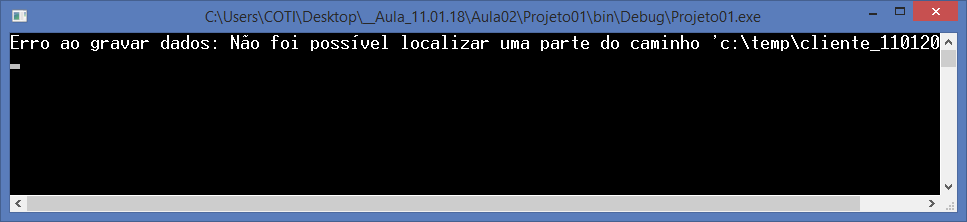 C:\Users\COTI\Desktop\__Aula_11.01.18\Aula02\Projeto01\bin\Debug\Projeto01.exe
Erro ao gravar dados: Não foi possível localizar uma parte do caminho 'c:\temp\cliente_110120